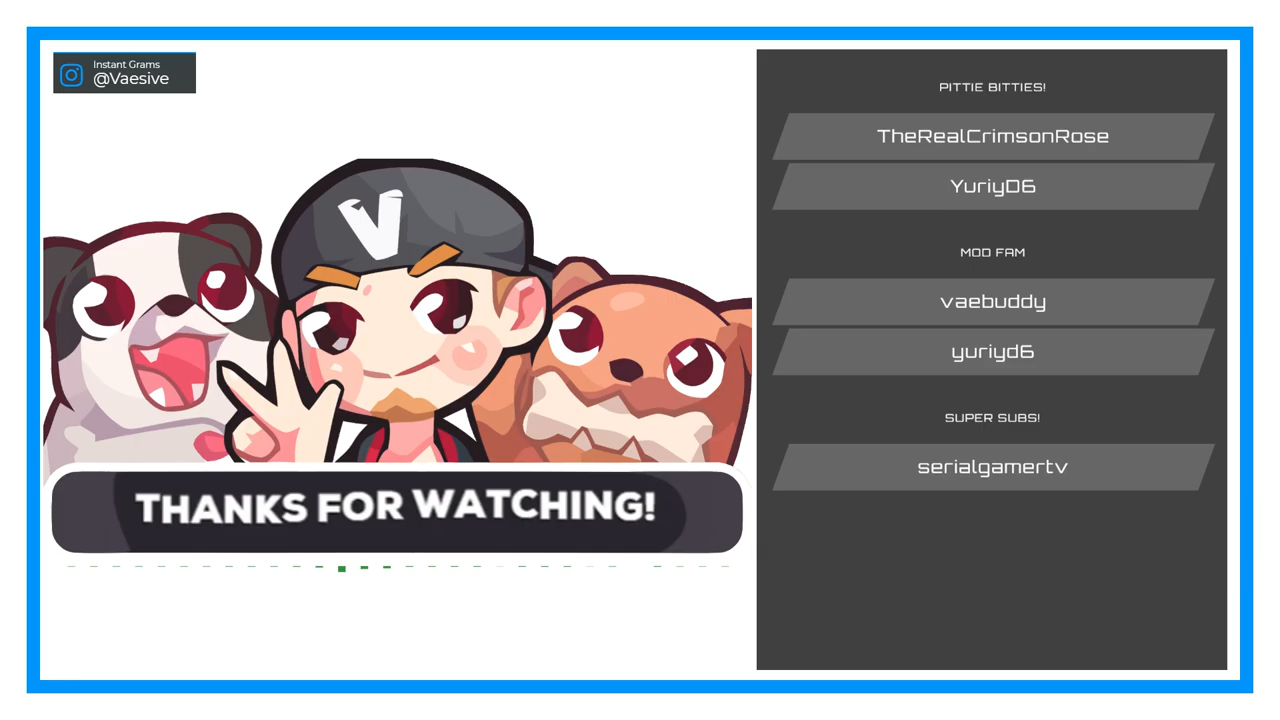 Instant Grams
@Vaesive
V
THANKS FOR WATCHING!
PITTIE BITTIES!
TheRealCrimsonRose
YuriyD6
MOD FAM
vaebuddy
yuriyd6
SUPER SUBS!
serialgamertv